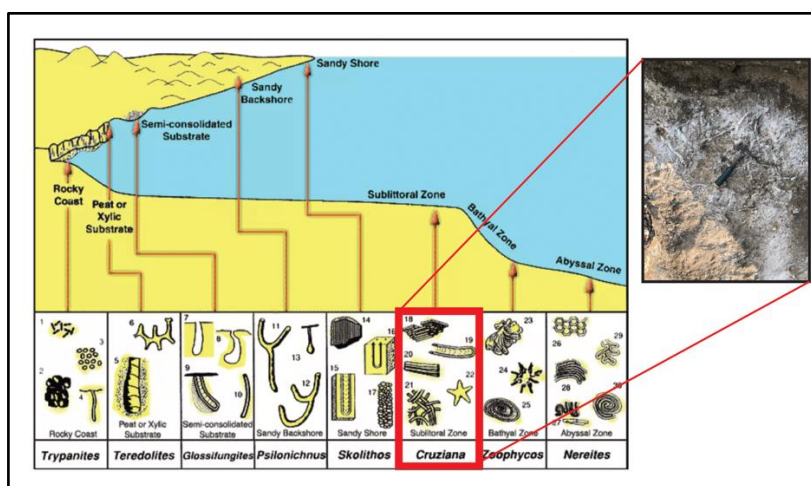 Sandy Shore
Sandy
Backshore
Semi-consolidated
Substrate
Rocky
Coast
Peat or
Xylic
Substrate
Sublittoral Zone
Bathyal Zone
Abyssal Zone
1
2
3
4
Rocky Coast
Trypanites
6
5
Peat or Xylic
Substrate
Teredolites
7
8
9
10
Semi-consolidated
Substrate
Glossifungites
11
13
12
Sandy Backshore
Psilonichnus
14
16
15
17
Sandy Shore
Skolithos
18
19
20
22
21
Sublitoral Zone
Cruziana
23
24
25
Bathyal Zone
Zoophycos
26
29
28
30
27
Abyssal Zone
Nereites